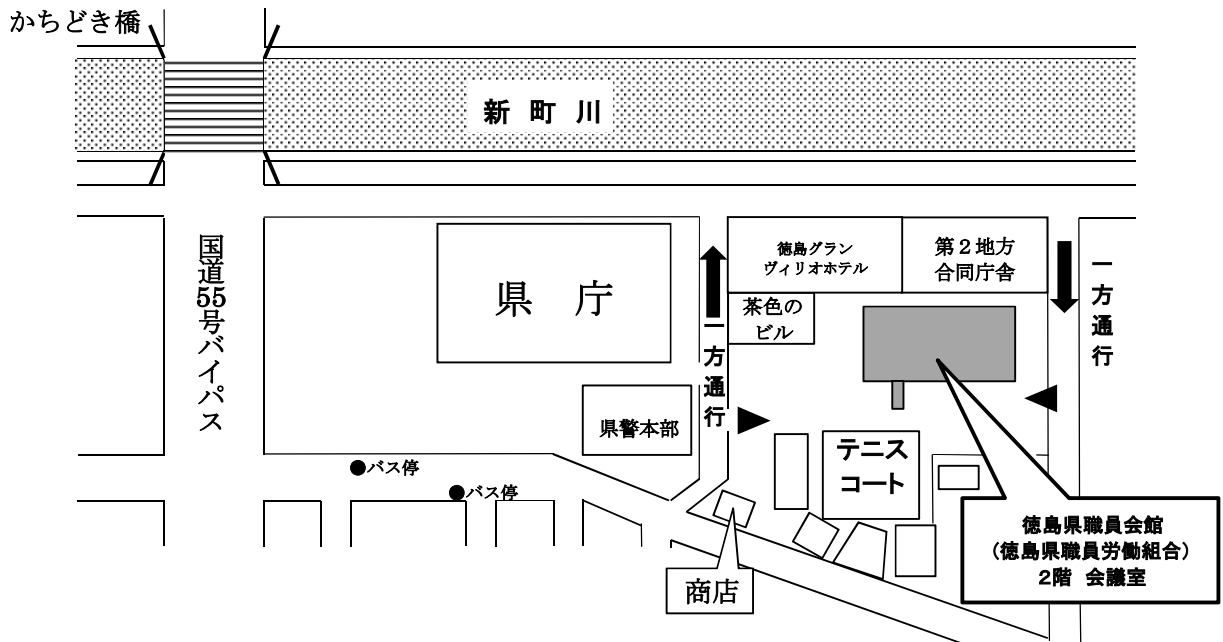 かちどき橋
新町川
国道55号バイパス
県庁
徳島グラン
ヴィリオホテル
第2地方
合同庁舎
一方通行
茶色の
ビル
一方通行
県警本部
テニス
コート
バス停
バス停
商店
徳島県職員会館
(徳島県職員労働組合)
2階 会議室